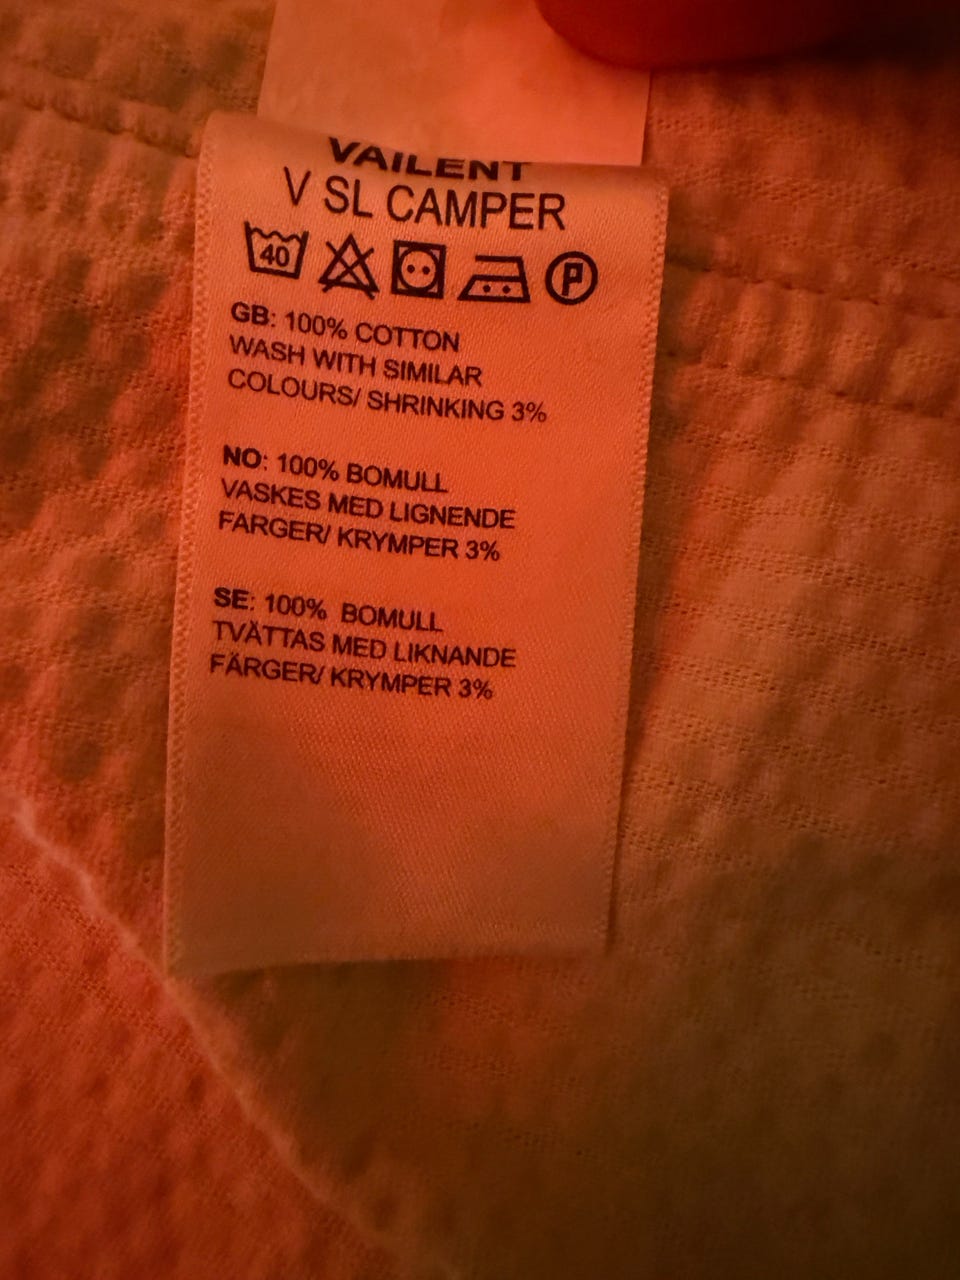 VAILENT
V SL CAMPER
40 P
GB: 100% COTTON
WASH WITH SIMILAR
COLOURS/ SHRINKING 3%
NO: 100% BOMULL
VASKES MED LIGNENDE
FARGER/ KRYMPER 3%
SE: 100% BOMULL
TVÄTTAS MED LIKNANDE
FÄRGER/ KRYMPER 3%